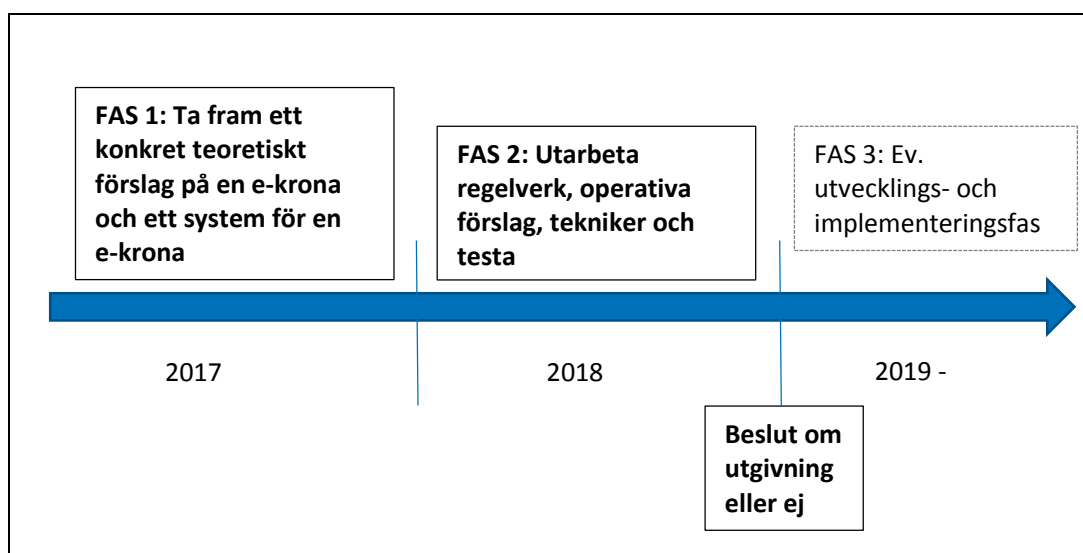 FAS 1: Ta fram ett
konkret teoretiskt
förslag på en e-krona
och ett system för en
e-krona
FAS 2: Utarbeta
regelverk, operativa
förslag, tekniker och
testa
FAS 3: Ev.
utvecklings- och
implementeringsfas
2017
2018
2019 -
Beslut om
utgivning
eller ej